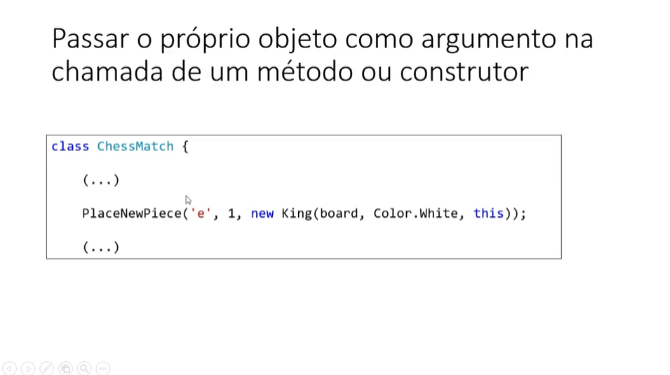 Passar o próprio objeto como argumento na
chamada de um método ou construtor
class ChessMatch {
(...)
PlaceNewPiece('e', 1, new King(board, Color.White, this));
(...)